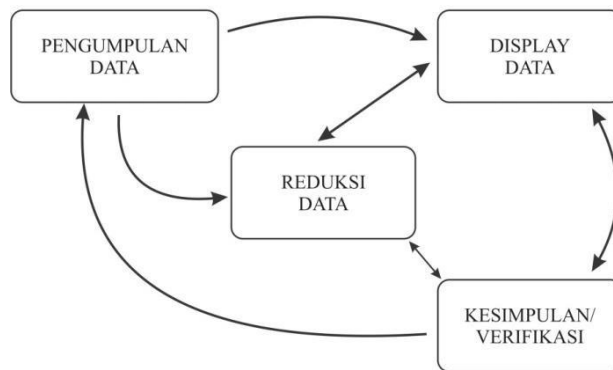 PENGUMPULAN
DATA
DISPLAY
DATA
REDUKSI
DATA
KESIMPULAN/
VERIFIKASI